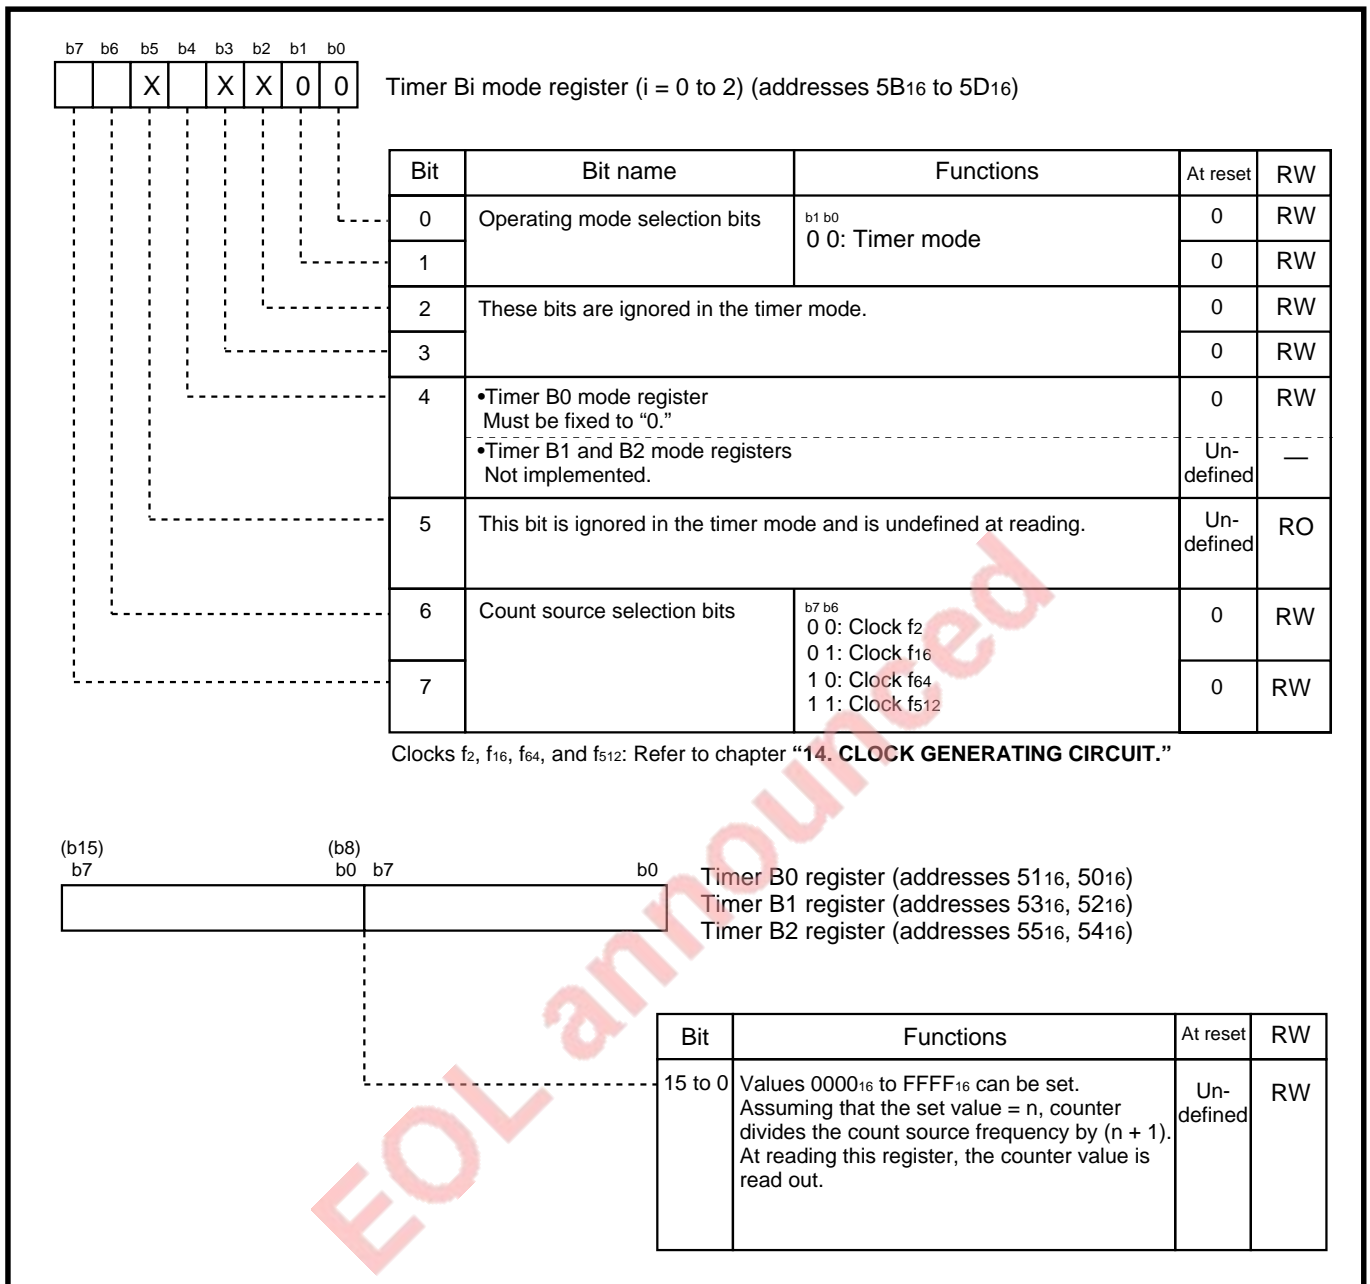 b7 b6 b5 b4 b3 b2 b1 b0
X X X 0 0
Timer Bi mode register (i = 0 to 2) (addresses 5B16 to 5D16)
Bit Bit name Functions At reset RW
0 Operating mode selection bits b1 b0 0 RW
0 0: Timer mode
1 0 RW
2 These bits are ignored in the timer mode. 0 RW
3 0 RW
4 •Timer B0 mode register 0 RW
Must be fixed to “0.”
•Timer B1 and B2 mode registers Un- —
Not implemented. defined
5 This bit is ignored in the timer mode and is undefined at reading. Un- RO
defined
6 Count source selection bits b7 b6 0 RW
0 0: Clock f2
0 1: Clock f16
7 1 0: Clock f64 0 RW
1 1: Clock f512
Clocks f2, f16, f64, and f512: Refer to chapter “14. CLOCK GENERATING CIRCUIT.”
(b15) (b8)
b7 b0 b7 b0
Timer B0 register (addresses 5116, 5016)
Timer B1 register (addresses 5316, 5216)
Timer B2 register (addresses 5516, 5416)
Bit Functions At reset RW
15 to 0 Values 000016 to FFFF16 can be set. Un- RW
Assuming that the set value = n, counter defined
divides the count source frequency by (n + 1).
At reading this register, the counter value is
read out.
EOL announced